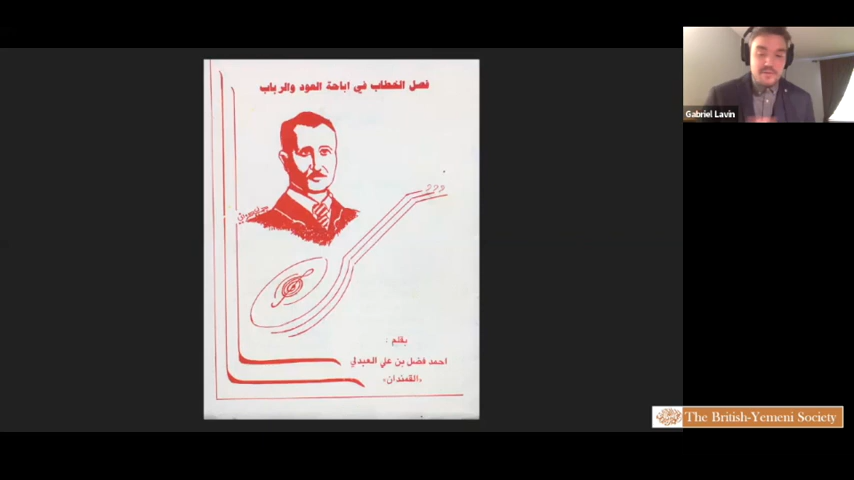 فصل الخطاب في اباحة العود والرباب
بقلم :
احمد فضل بن علي العبدلي
«القمندان»
Gabriel Lavin
The British-Yemeni Society